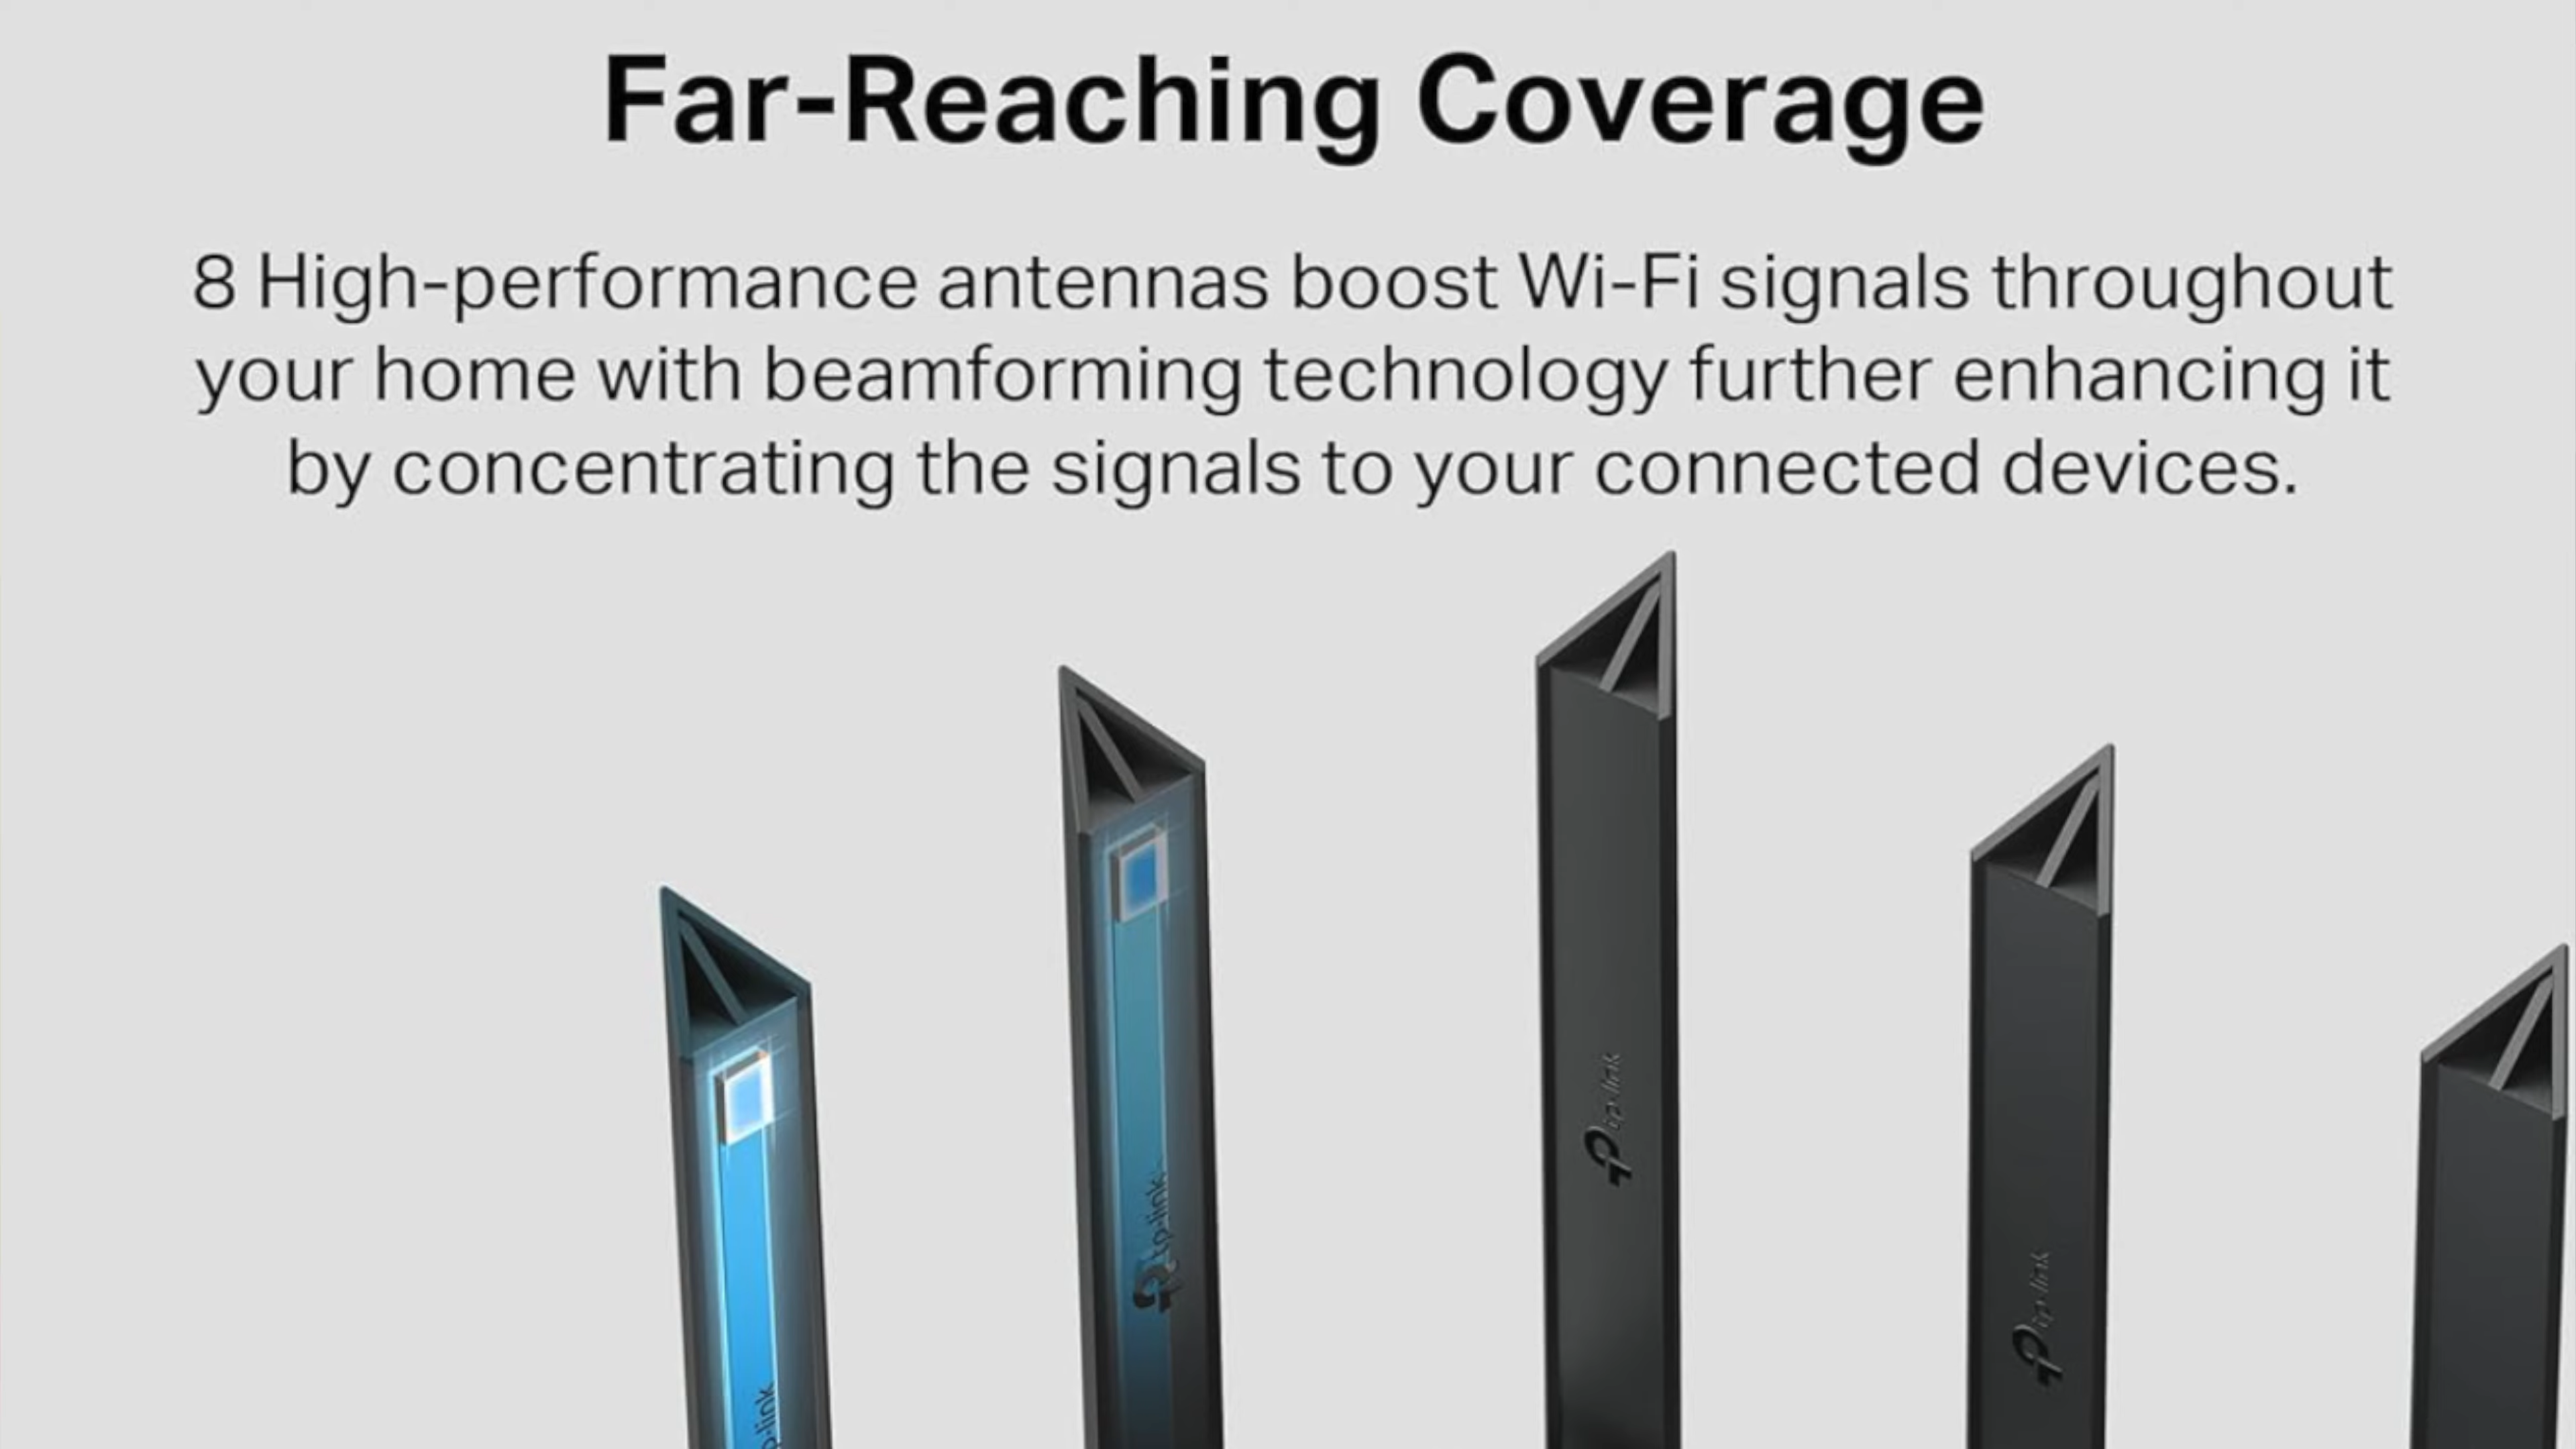 Far-Reaching Coverage
8 High-performance antennas boost Wi-Fi signals throughout
your home with beamforming technology further enhancing it
by concentrating the signals to your connected devices.
tp-link
tp-link
tp-link
p-link